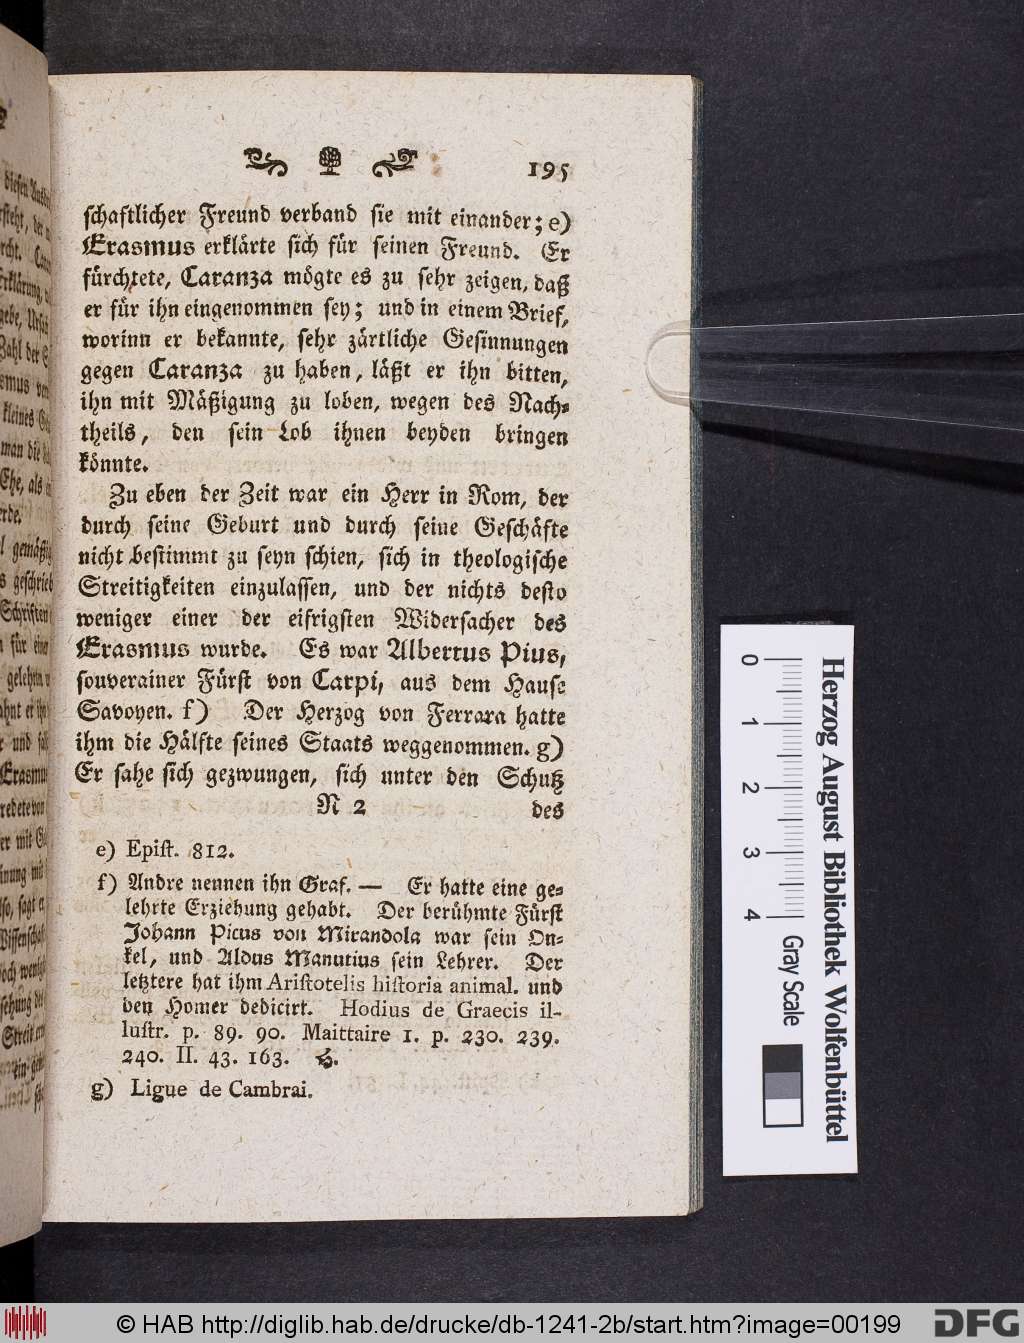 195
schaftlicher Freund verband sie mit einander; e)
Erasmus erklärte sich für seinen Freund. Er
fürchtete, Caranza mögte es zu sehr zeigen, daß
er für ihn eingenommen sey; und in einem Brief,
worinn er bekannte, sehr zärtliche Gesinnungen
gegen Caranza zu haben, läßt er ihn bitten,
ihn mit Mäßigung zu loben, wegen des Nach-
theils, den sein Lob ihnen beyden bringen
könnte.
Zu eben der Zeit war ein Herr in Rom, der
durch seine Geburt und durch seine Geschäfte
nicht bestimmt zu seyn schien, sich in theologische
Streitigkeiten einzulassen, und der nichts desto
weniger einer der eifrigsten Widersacher des
Erasmus wurde. Es war Albertus Pius,
souverainer Fürst von Carpi, aus dem Hause
Savoyen. f) Der Herzog von Ferrara hatte
ihm die Hälfte seines Staats weggenommen. g)
Er sahe sich gezwungen, sich unter den Schutz
N 2 des
e) Epist. 812.
f) Andre nennen ihn Graf. — Er hatte eine ge-
lehrte Erziehung gehabt. Der berühmte Fürst
Johann Picus von Mirandola war sein On-
kel, und Aldus Manutius sein Lehrer. Der
letztere hat ihm Aristotelis historia animal. und
den Homer dedicirt. Hodius de Graecis il-
lustr. p. 89. 90. Maittaire 1. p. 230. 239.
240. II. 43. 163. H.
g) Ligue de Cambrai.
0 1 2 3 4 Gray Scale
Herzog August Bibliothek Wolfenbüttel
© HAB http://diglib.hab.de/drucke/db-1241-2b/start.htm?image=00199
DFG